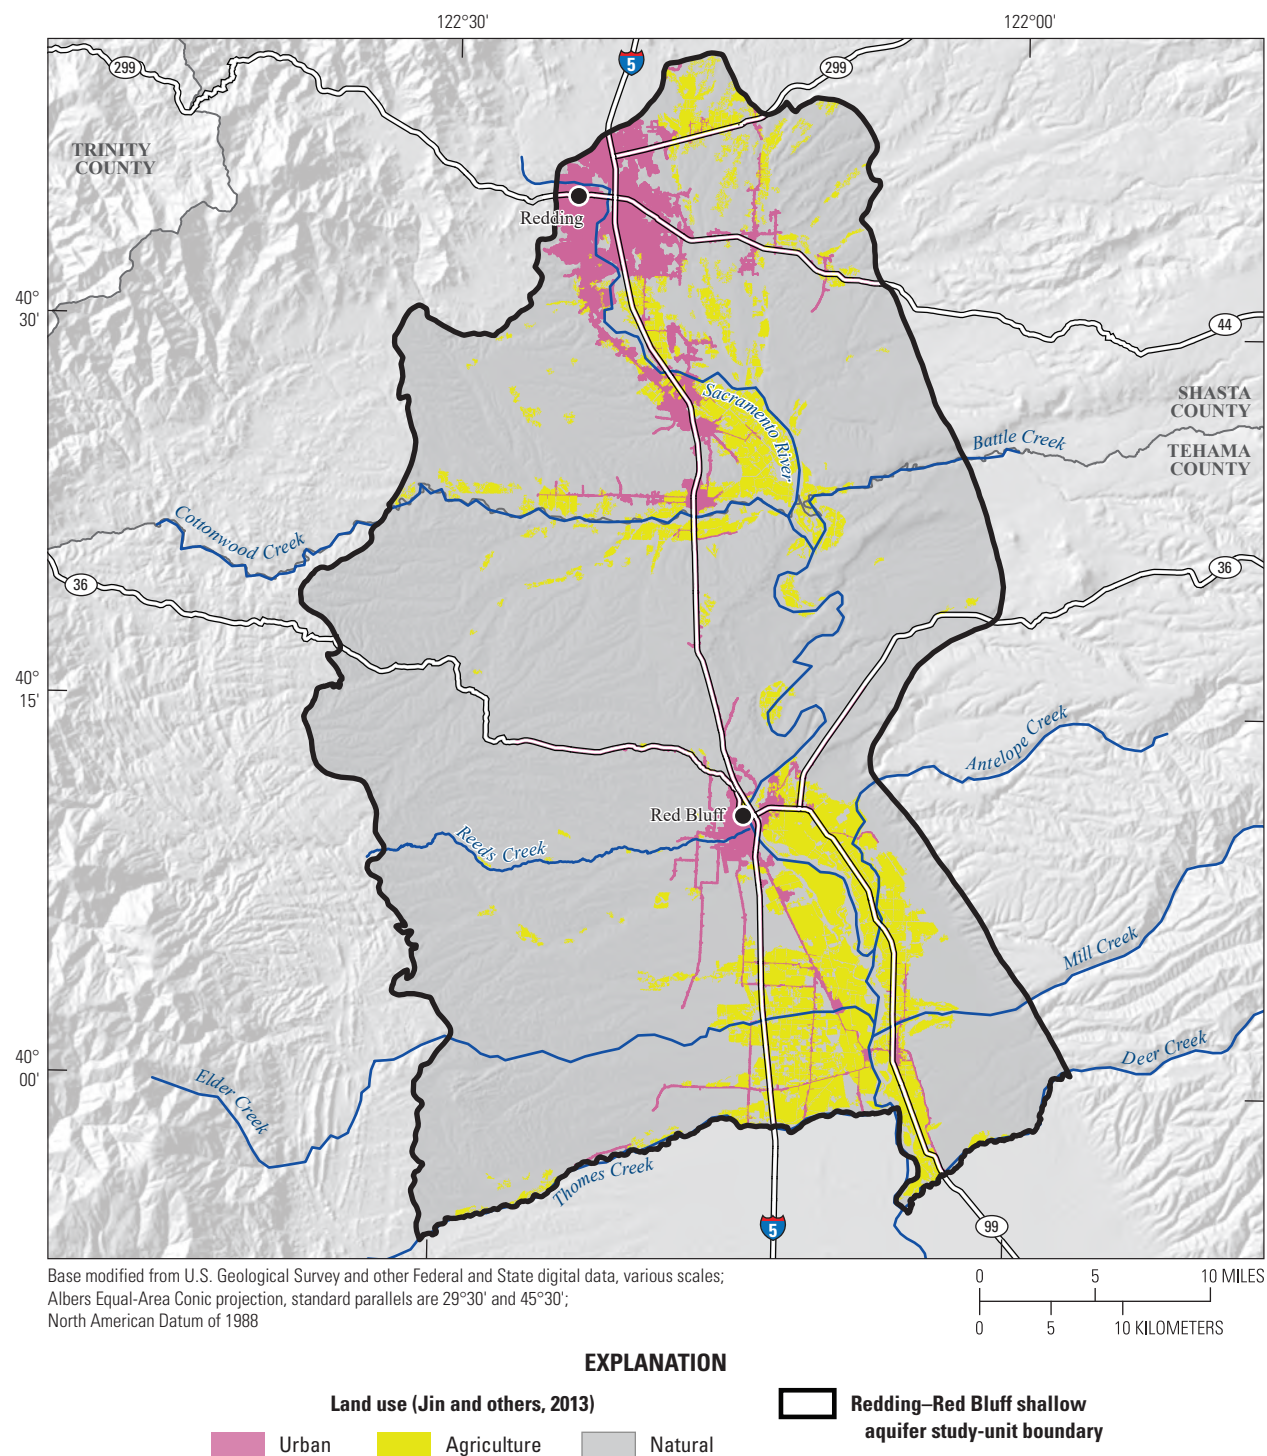 122°30'
122°00'
299
5
299
TRINITY
COUNTY
Redding
40°
30'
44
Sacramento River
SHASTA
COUNTY
Battle Creek
TEHAMA
COUNTY
Cottonwood Creek
36
36
40°
15'
Antelope Creek
Red Bluff
Reeds Creek
Mill Creek
40°
00'
Deer Creek
Elder Creek
Thomes Creek
5
99
Base modified from U.S. Geological Survey and other Federal and State digital data, various scales;
Albers Equal-Area Conic projection, standard parallels are 29°30' and 45°30';
North American Datum of 1988
0 5 10 MILES
0 5 10 KILOMETERS
EXPLANATION
Land use (Jin and others, 2013)
Urban
Agriculture
Natural
Redding–Red Bluff shallow
aquifer study-unit boundary